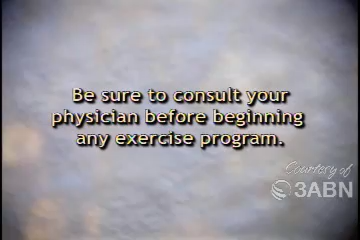 Be sure to consult your
physician before beginning
any exercise program.
Courtesy of
3ABN